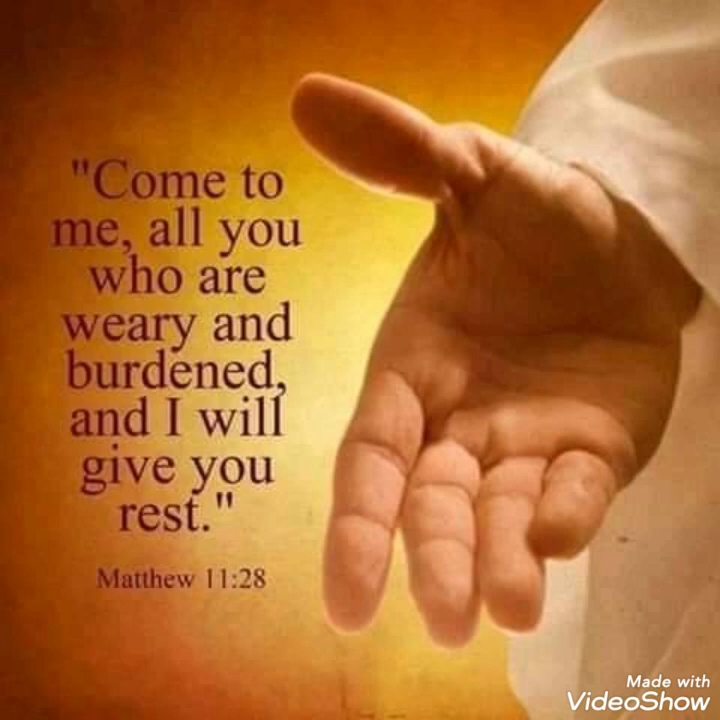 "Come to
me, all you
who are
weary and
burdened,
and I will
give you
rest."
Matthew 11:28
Made with
VideoShow